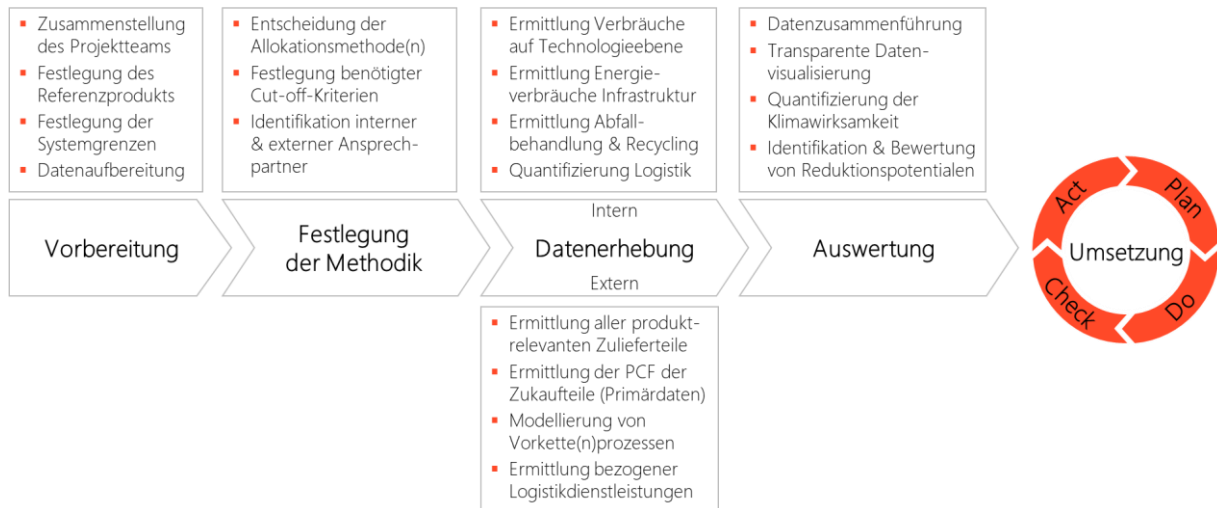 ▪ Zusammenstellung
des Projektteams
▪ Festlegung des
Referenzprodukts
▪ Festlegung der
Systemgrenzen
▪ Datenaufbereitung
▪ Entscheidung der
Allokationsmethode(n)
▪ Festlegung benötigter
Cut-off-Kriterien
▪ Identifikation interner
& externer Ansprech-
partner
▪ Ermittlung Verbräuche
auf Technologieebene
▪ Ermittlung Energie-
verbräuche Infrastruktur
▪ Ermittlung Abfall-
behandlung & Recycling
▪ Quantifizierung Logistik
▪ Datenzusammenführung
▪ Transparente Daten-
visualisierung
▪ Quantifizierung der
Klimawirksamkeit
▪ Identifikation & Bewertung
von Reduktionspotentialen
Vorbereitung
Festlegung
der Methodik
Intern
Datenerhebung
Extern
Auswertung
Act
Plan
Umsetzung
Check
Do
▪ Ermittlung aller produkt-
relevanten Zulieferteile
▪ Ermittlung der PCF der
Zukaufteile (Primärdaten)
▪ Modellierung von
Vorkette(n)prozessen
▪ Ermittlung bezogener
Logistikdienstleistungen